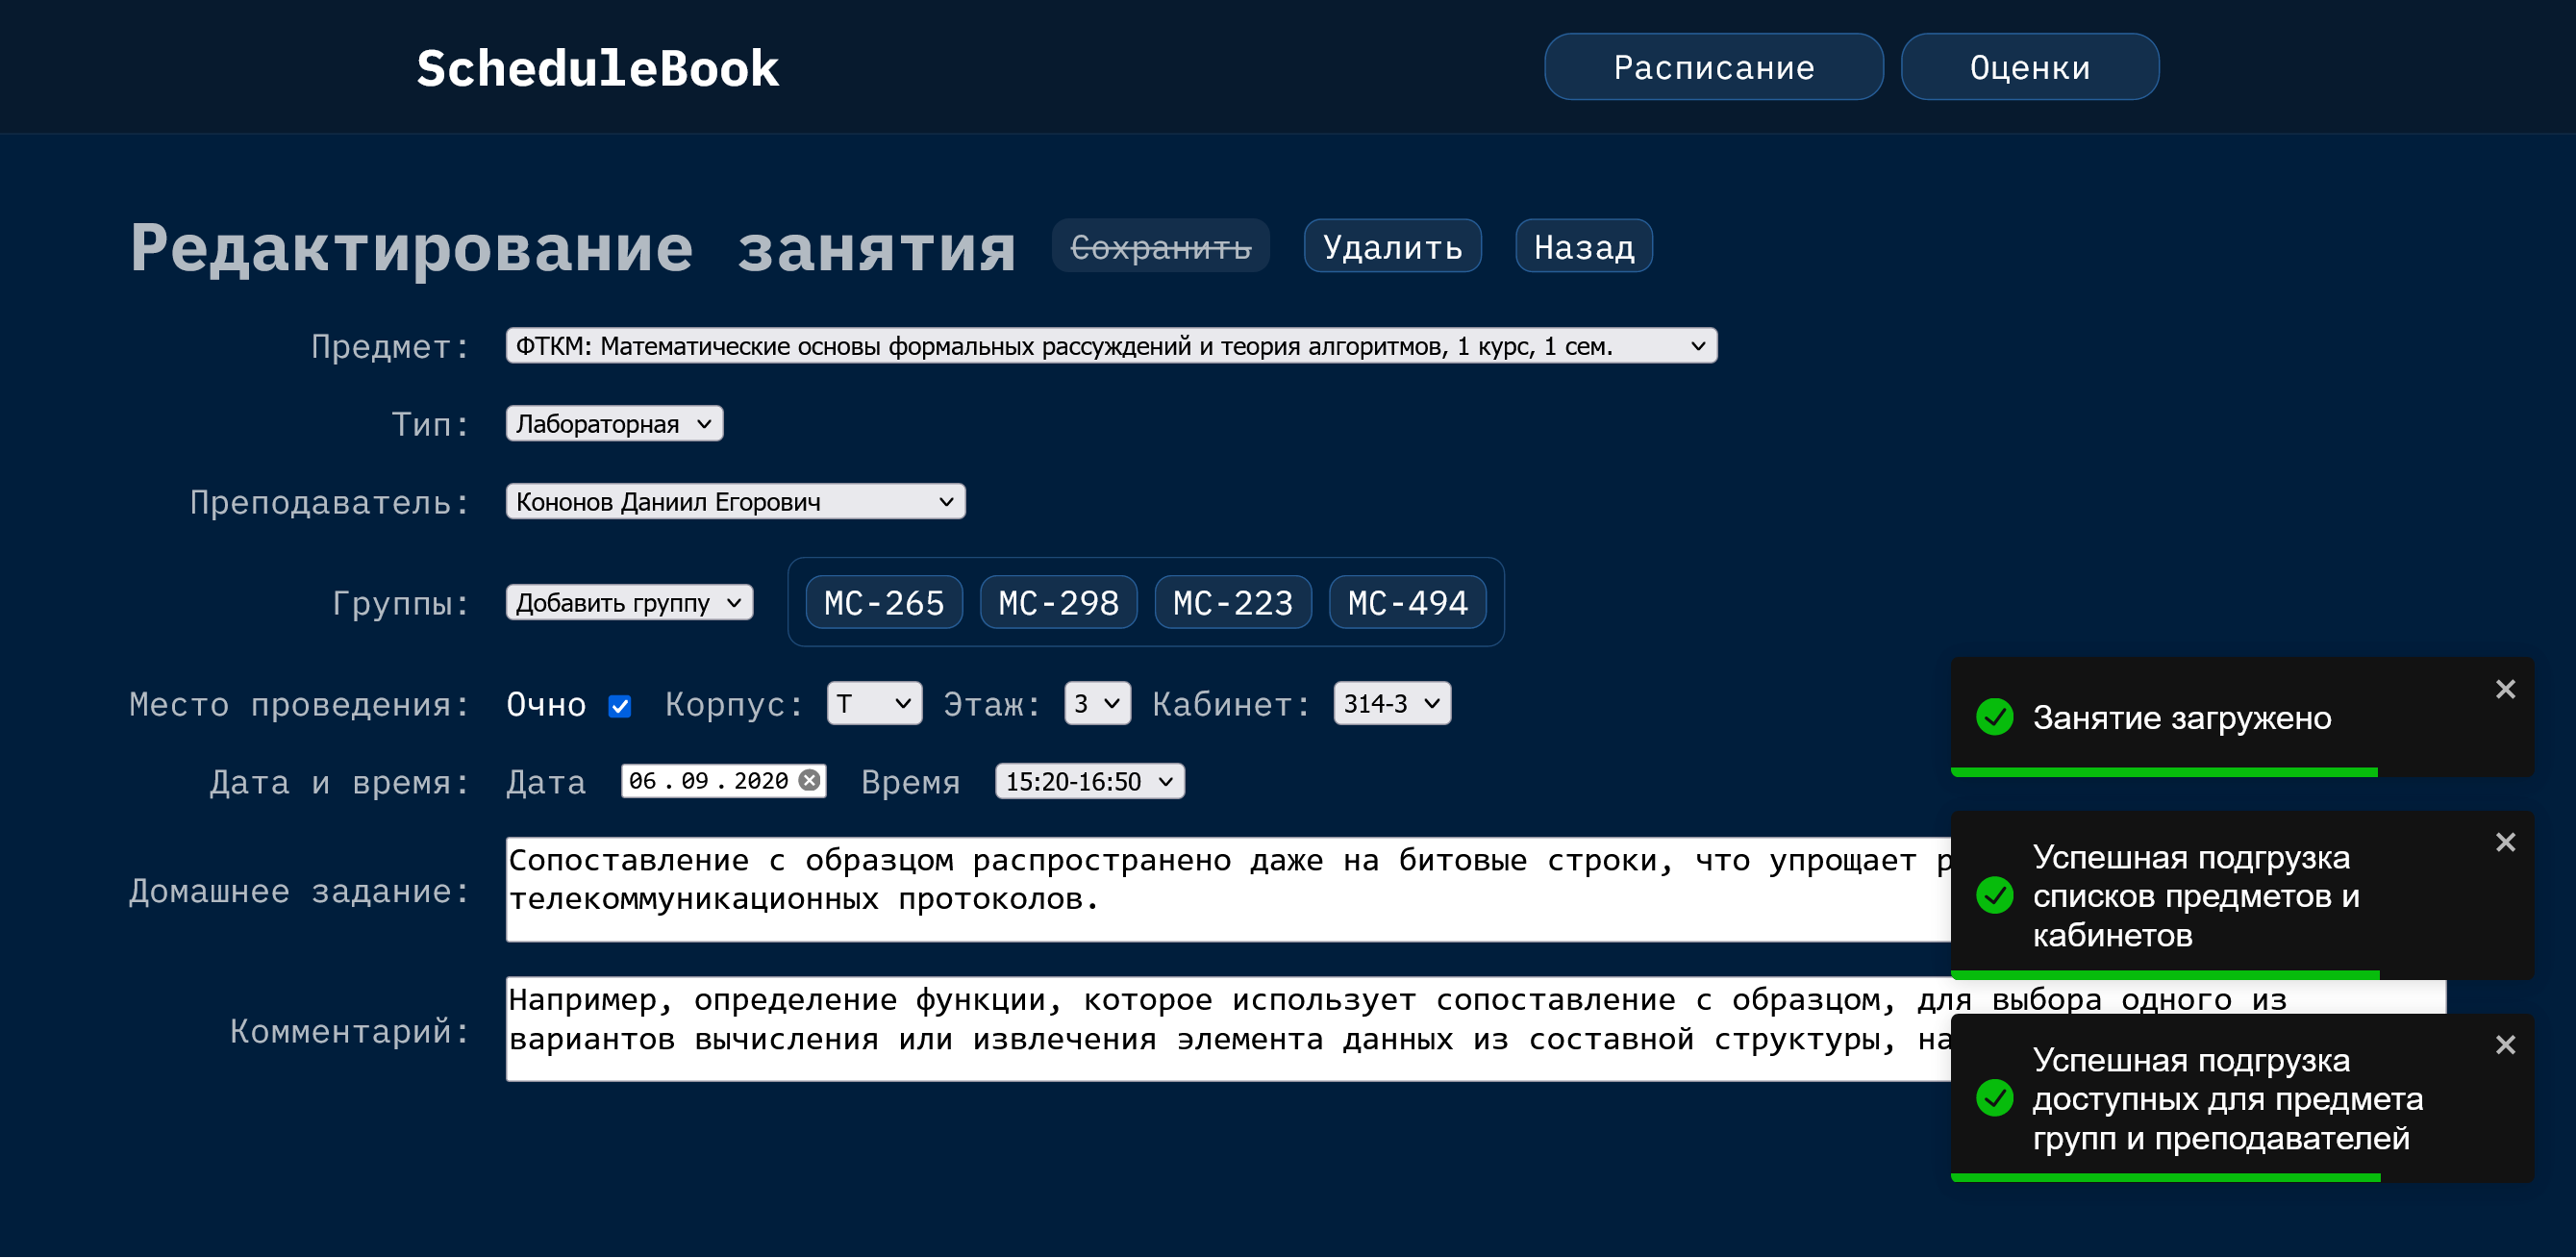 ScheduleBook
Расписание
Оценки
Редактирование занятия
Сохранить
Удалить
Назад
Предмет: ФТКМ: Математические основы формальных рассуждений и теория алгоритмов, 1 курс, 1 сем.
Тип: Лабораторная
Преподаватель: Кононов Даниил Егорович
Группы: Добавить группу МС-265 МС-298 МС-223 МС-494
Место проведения: Очно Корпус: Т Этаж: 3 Кабинет: 314-3
Дата и время: Дата 06.09.2020 Время 15:20-16:50
Домашнее задание:
Сопоставление с образцом распространено даже на битовые строки, что упрощает
телекоммуникационных протоколов.
Комментарий:
Например, определение функции, которое использует сопоставление с образцом, для выбора одного из
вариантов вычисления или извлечения элемента данных из составной структуры,
Занятие загружено
Успешная подгрузка
списков предметов и
кабинетов
Успешная подгрузка
доступных для предмета
групп и преподавателей